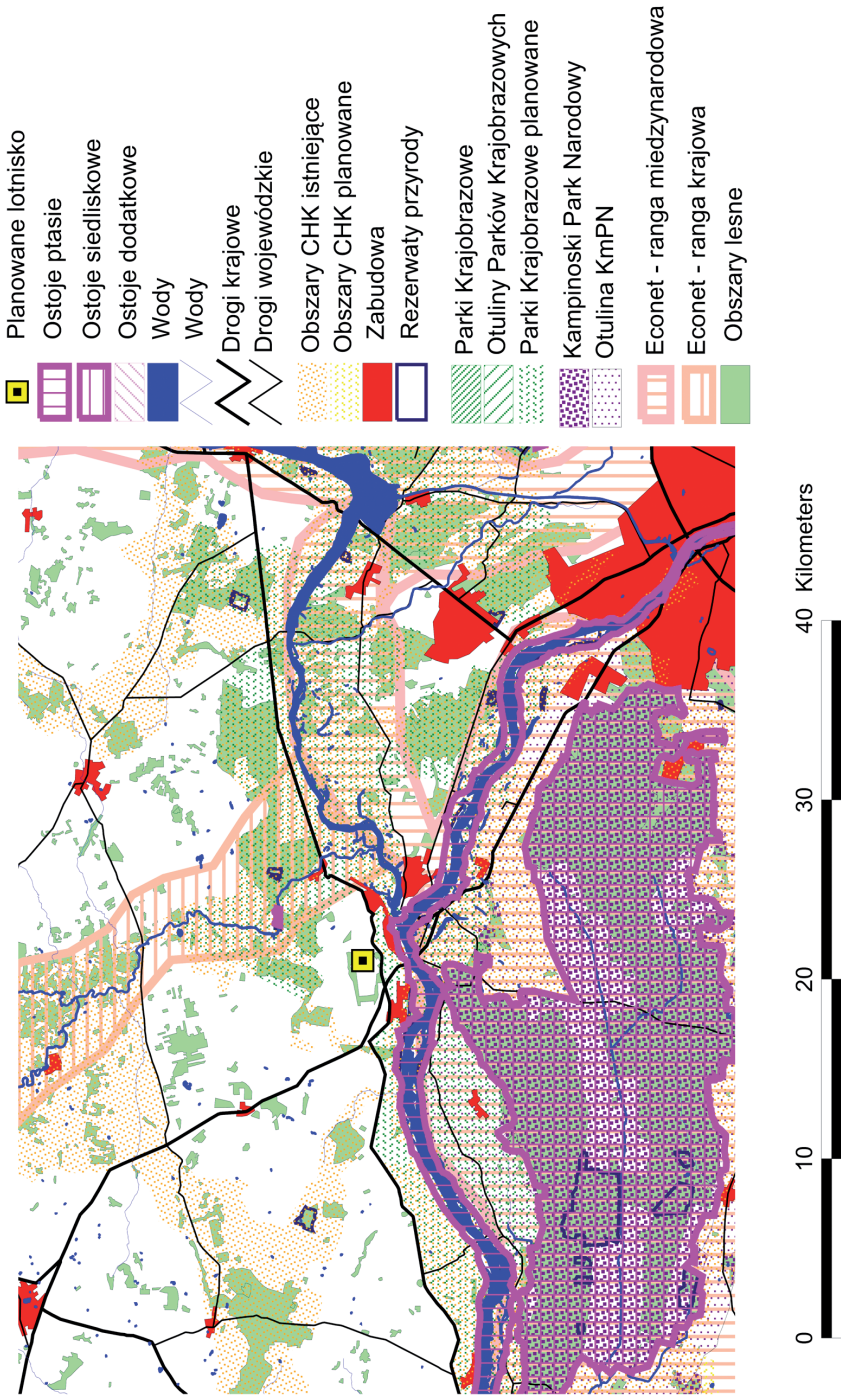 Planowane lotnisko
Ostoje ptasie
Ostoje siedliskowe
Ostoje dodatkowe
Wody
Wody
Drogi krajowe
Drogi wojewódzkie
Obszary CHK istniejące
Obszary CHK planowane
Zabudowa
Rezerwaty przyrody
Parki Krajobrazowe
Otuliny Parków Krajobrazowych
Parki Krajobrazowe planowane
Kampinoski Park Narodowy
Otulina KmPN
Econet - ranga miedzynarodowa
Econet - ranga krajowa
Obszary lesne
0 10 20 30 40 Kilometers